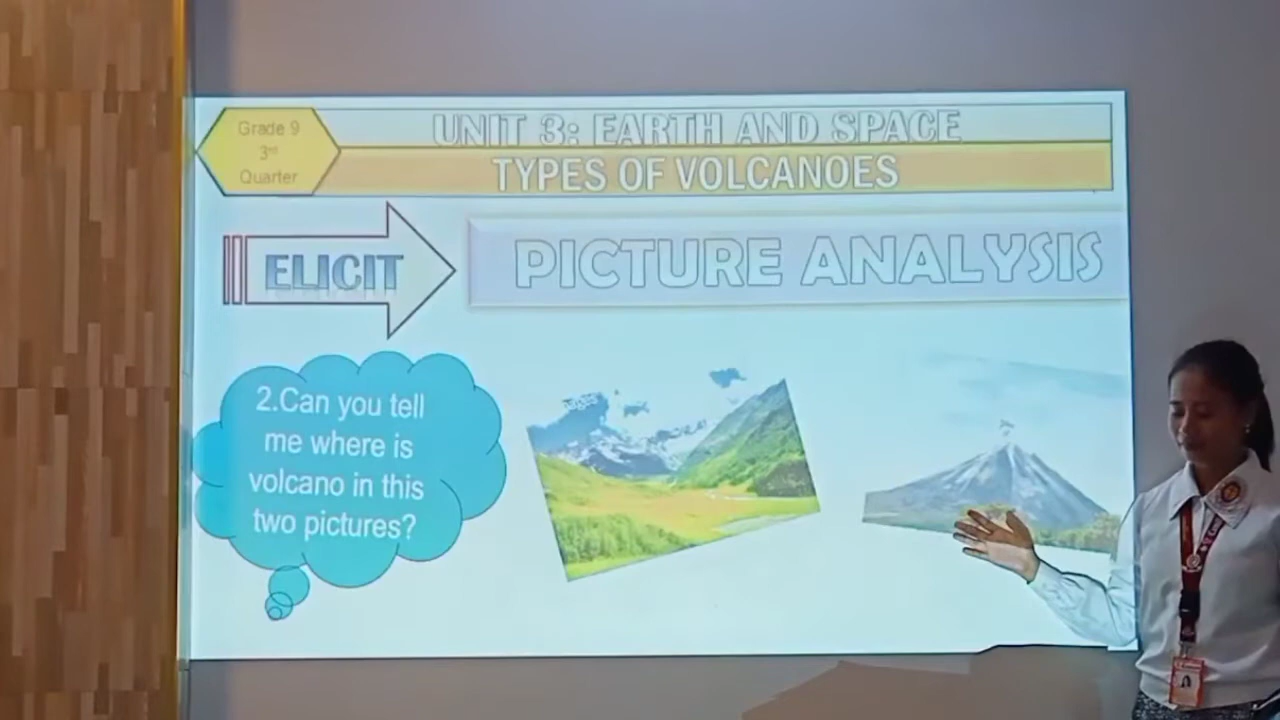 Grade 9
3rd
Quarter
UNIT 3: EARTH AND SPACE
TYPES OF VOLCANOES
ELICIT
PICTURE ANALYSIS
2.Can you tell
me where is
volcano in this
two pictures?